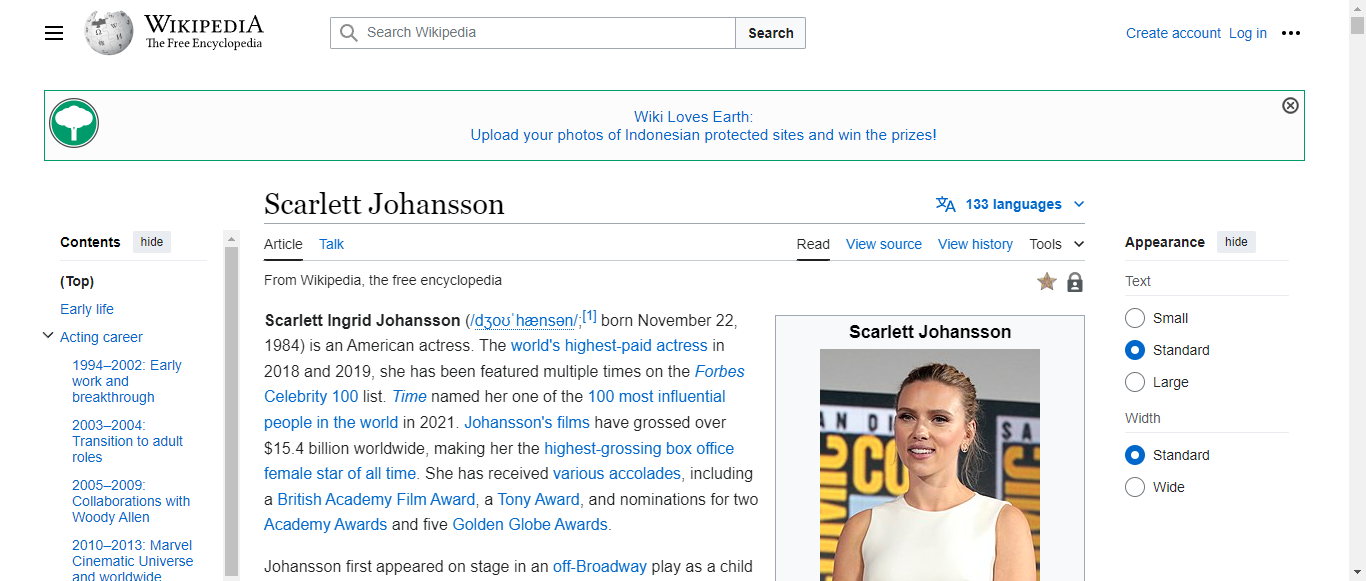 WIKIPEDIA
The Free Encyclopedia
Search Wikipedia
Search
Create account Log in
Wiki Loves Earth:
Upload your photos of Indonesian protected sites and win the prizes!
Contents hide
(Top)
Early life
Acting career
1994–2002: Early
work and
breakthrough
2003–2004:
Transition to adult
roles
2005–2009:
Collaborations with
Woody Allen
2010–2013: Marvel
Cinematic Universe
and worldwide
Scarlett Johansson
133 languages
Article Talk
Read View source View history Tools
From Wikipedia, the free encyclopedia
Scarlett Ingrid Johansson (/dʒoʊˈhænsən/;[1] born November 22,
1984) is an American actress. The world's highest-paid actress in
2018 and 2019, she has been featured multiple times on the Forbes
Celebrity 100 list. Time named her one of the 100 most influential
people in the world in 2021. Johansson's films have grossed over
$15.4 billion worldwide, making her the highest-grossing box office
female star of all time. She has received various accolades, including
a British Academy Film Award, a Tony Award, and nominations for two
Academy Awards and five Golden Globe Awards.
Johansson first appeared on stage in an off-Broadway play as a child
Scarlett Johansson
Appearance hide
Text
Small
Standard
Large
Width
Standard
Wide